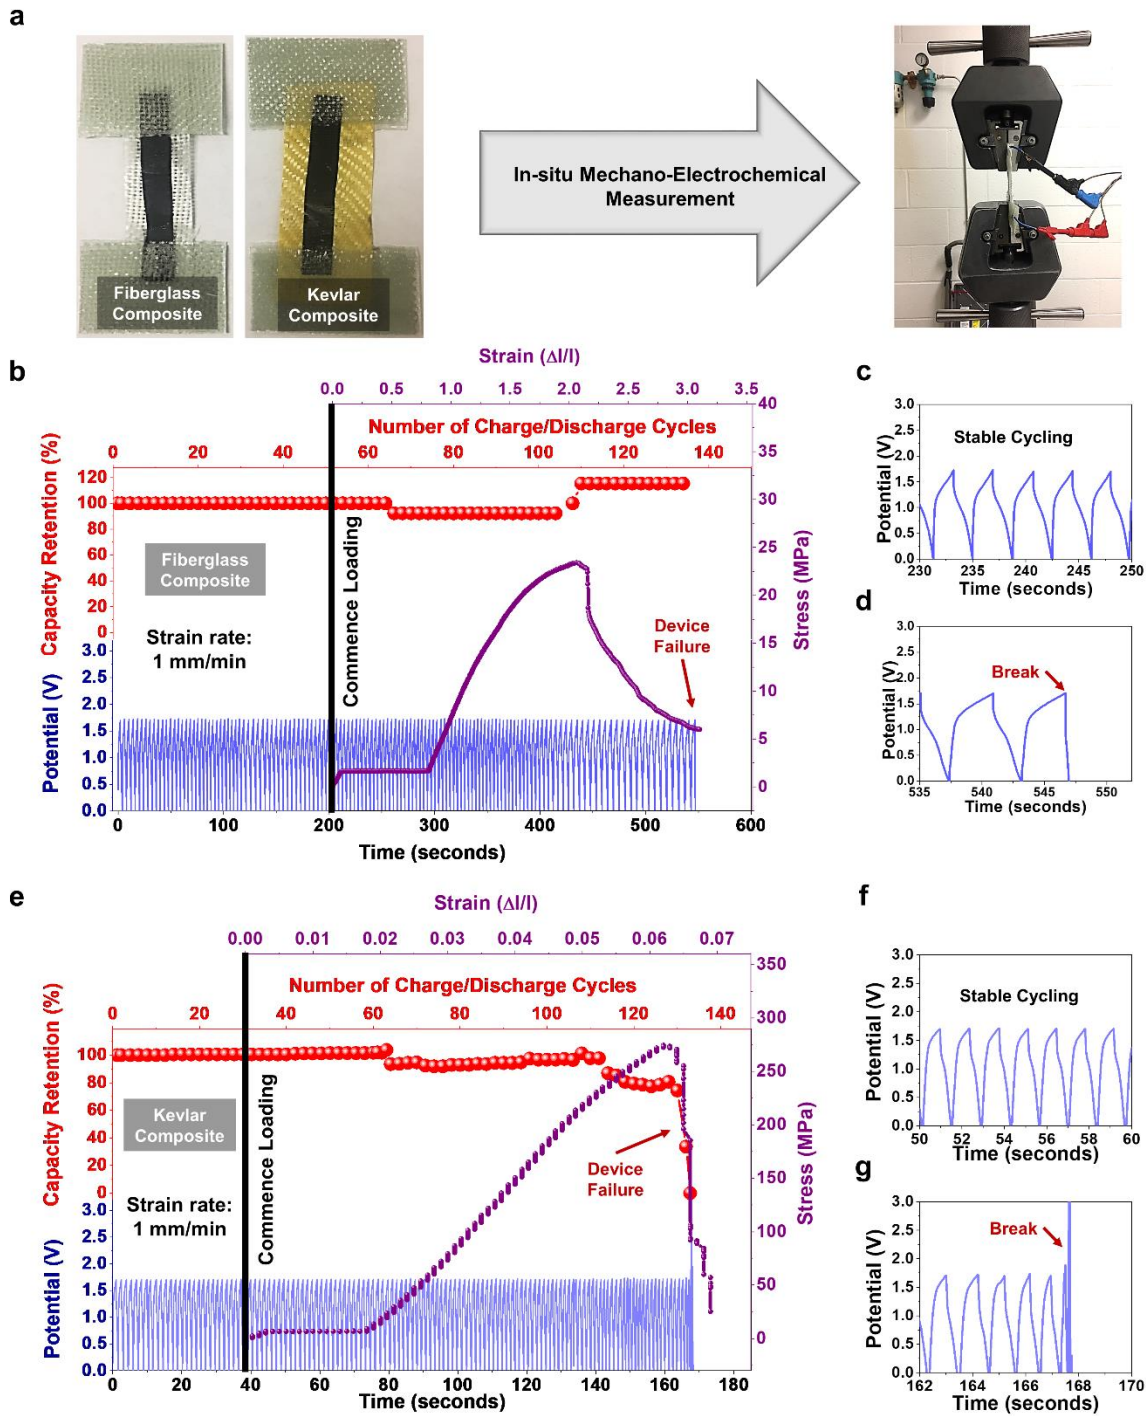 a
Fiberglass
Composite
Kevlar
Composite
In-situ Mechano-Electrochemical
Measurement
b
Strain (Δl/l)
0.0 0.5 1.0 1.5 2.0 2.5 3.0 3.5
Number of Charge/Discharge Cycles
0 20 40 60 80 100 120 140
Capacity Retention (%)
120
100
80
60
40
20
0
Potential (V)
3.0
2.5
2.0
1.5
1.0
0.5
0.0
Fiberglass
Composite
Strain rate:
1 mm/min
Commence Loading
Device
Failure
Stress (MPa)
40
35
30
25
20
15
10
5
0
0 100 200 300 400 500 600
Time (seconds)
c
Potential (V)
3.0
2.5
2.0
1.5
1.0
0.5
0.0
Stable Cycling
230 235 240 245 250
Time (seconds)
d
Potential (V)
3.0
2.5
2.0
1.5
1.0
0.5
0.0
Break
535 540 545 550
Time (seconds)
e
Strain (Δl/l)
0.00 0.01 0.02 0.03 0.04 0.05 0.06 0.07
Number of Charge/Discharge Cycles
0 20 40 60 80 100 120 140
Capacity Retention (%)
100
80
60
40
20
0
Potential (V)
3.0
2.5
2.0
1.5
1.0
0.5
0.0
Kevlar
Composite
Strain rate:
1 mm/min
Commence Loading
Device
Failure
Stress (MPa)
350
300
250
200
150
100
50
0
0 20 40 60 80 100 120 140 160 180
Time (seconds)
f
Potential (V)
3.0
2.5
2.0
1.5
1.0
0.5
0.0
Stable Cycling
50 52 54 56 58 60
Time (seconds)
g
Potential (V)
3.0
2.5
2.0
1.5
1.0
0.5
0.0
Break
162 164 166 168 170
Time (seconds)